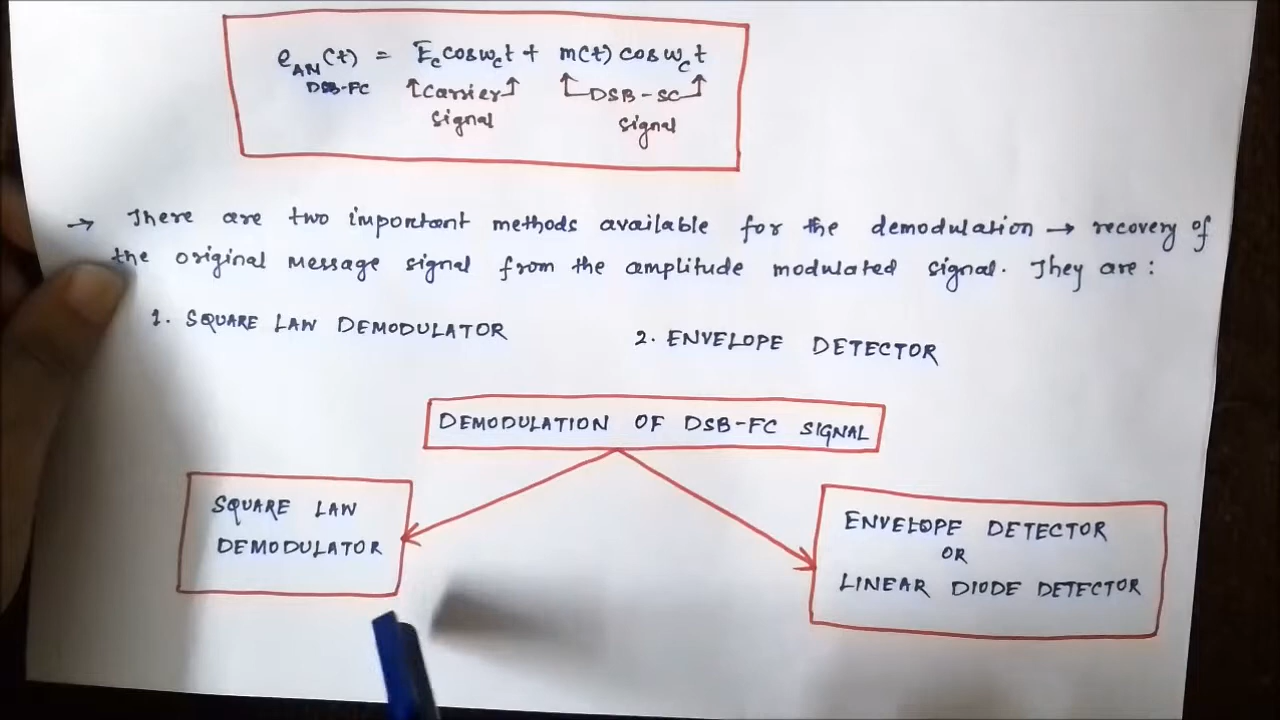 e_AM(t) = E_c cos w_c t + m(t) cos w_c t
DSB-FC ↑carrier↑ ↑DSB-SC↑
signal signal
→ There are two important methods available for the demodulation → recovery of
the original message signal from the amplitude modulated signal. They are:
1. SQUARE LAW DEMODULATOR 2. ENVELOPE DETECTOR
DEMODULATION OF DSB-FC SIGNAL
SQUARE LAW
DEMODULATOR
ENVELOPE DETECTOR
OR
LINEAR DIODE DETECTOR